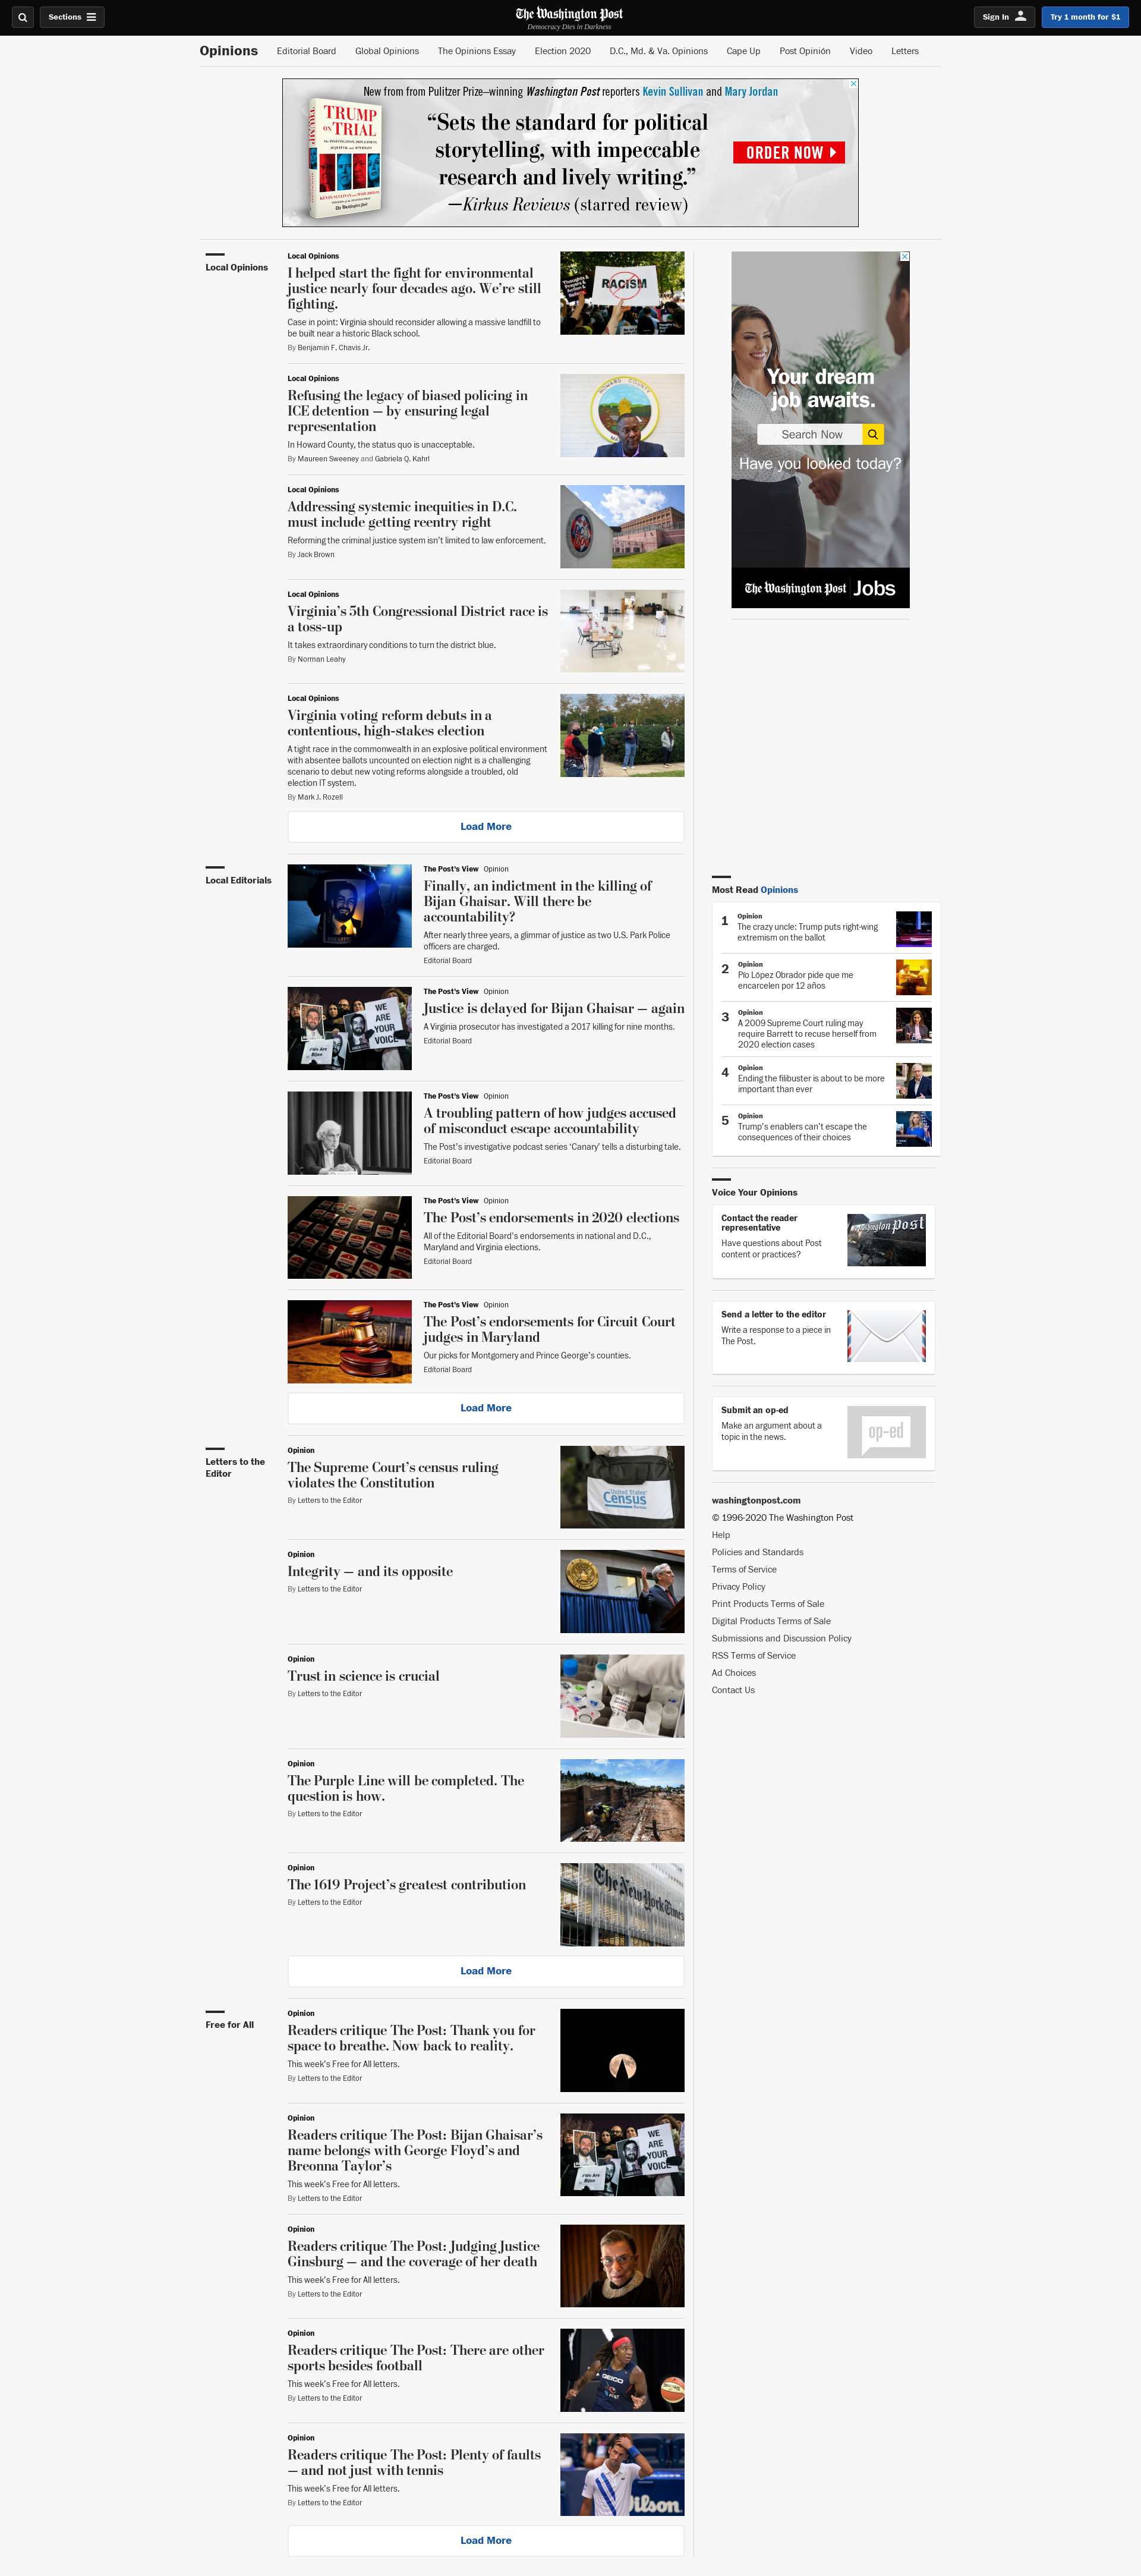 Sections
The Washington Post
Democracy Dies in Darkness
Sign In
Try 1 month for $1
Opinions
Editorial Board
Global Opinions
The Opinions Essay
Election 2020
D.C., Md. & Va. Opinions
Cape Up
Post Opinión
Video
Letters
New from from Pulitzer Prize–winning Washington Post reporters Kevin Sullivan and Mary Jordan
TRUMP
ON TRIAL
KEVIN SULLIVAN AND MARY JORDAN
The Washington Post
“Sets the standard for political
storytelling, with impeccable
research and lively writing.”
—Kirkus Reviews (starred review)
ORDER NOW
Local Opinions
Local Opinions
I helped start the fight for environmental
justice nearly four decades ago. We’re still
fighting.
Case in point: Virginia should reconsider allowing a massive landfill to
be built near a historic Black school.
By Benjamin F. Chavis Jr.
RACISM
Local Opinions
Refusing the legacy of biased policing in
ICE detention — by ensuring legal
representation
In Howard County, the status quo is unacceptable.
By Maureen Sweeney and Gabriela Q. Kahrl
HOWARD COUNTY
Local Opinions
Addressing systemic inequities in D.C.
must include getting reentry right
Reforming the criminal justice system isn’t limited to law enforcement.
By Jack Brown
Local Opinions
Virginia’s 5th Congressional District race is
a toss-up
It takes extraordinary conditions to turn the district blue.
By Norman Leahy
Local Opinions
Virginia voting reform debuts in a
contentious, high-stakes election
A tight race in the commonwealth in an explosive political environment
with absentee ballots uncounted on election night is a challenging
scenario to debut new voting reforms alongside a troubled, old
election IT system.
By Mark J. Rozell
Load More
Your dream
job awaits.
Search Now
Have you looked today?
The Washington Post Jobs
Local Editorials
The Post's View Opinion
Finally, an indictment in the killing of
Bijan Ghaisar. Will there be
accountability?
After nearly three years, a glimmar of justice as two U.S. Park Police
officers are charged.
Editorial Board
The Post's View Opinion
Justice is delayed for Bijan Ghaisar — again
A Virginia prosecutor has investigated a 2017 killing for nine months.
Editorial Board
WE
ARE
YOUR
VOICE
The Post's View Opinion
A troubling pattern of how judges accused
of misconduct escape accountability
The Post’s investigative podcast series ‘Canary’ tells a disturbing tale.
Editorial Board
The Post's View Opinion
The Post’s endorsements in 2020 elections
All of the Editorial Board’s endorsements in national and D.C.,
Maryland and Virginia elections.
Editorial Board
The Post's View Opinion
The Post’s endorsements for Circuit Court
judges in Maryland
Our picks for Montgomery and Prince George’s counties.
Editorial Board
Load More
Most Read Opinions
1
Opinion
The crazy uncle: Trump puts right-wing
extremism on the ballot
2
Opinion
Pío López Obrador pide que me
encarcelen por 12 años
3
Opinion
A 2009 Supreme Court ruling may
require Barrett to recuse herself from
2020 election cases
4
Opinion
Ending the filibuster is about to be more
important than ever
5
Opinion
Trump’s enablers can’t escape the
consequences of their choices
Voice Your Opinions
Contact the reader
representative
Have questions about Post
content or practices?
Washington Post
Send a letter to the editor
Write a response to a piece in
The Post.
Submit an op-ed
Make an argument about a
topic in the news.
op-ed
washingtonpost.com
© 1996-2020 The Washington Post
Help
Policies and Standards
Terms of Service
Privacy Policy
Print Products Terms of Sale
Digital Products Terms of Sale
Submissions and Discussion Policy
RSS Terms of Service
Ad Choices
Contact Us
Letters to the
Editor
Opinion
The Supreme Court’s census ruling
violates the Constitution
By Letters to the Editor
United States
Census
Bureau
Opinion
Integrity — and its opposite
By Letters to the Editor
Opinion
Trust in science is crucial
By Letters to the Editor
Opinion
The Purple Line will be completed. The
question is how.
By Letters to the Editor
Opinion
The 1619 Project’s greatest contribution
By Letters to the Editor
The New York Times
Load More
Free for All
Opinion
Readers critique The Post: Thank you for
space to breathe. Now back to reality.
This week's Free for All letters.
By Letters to the Editor
Opinion
Readers critique The Post: Bijan Ghaisar’s
name belongs with George Floyd’s and
Breonna Taylor’s
This week's Free for All letters.
By Letters to the Editor
WE
ARE
YOUR
VOICE
Opinion
Readers critique The Post: Judging Justice
Ginsburg — and the coverage of her death
This week's Free for All letters.
By Letters to the Editor
Opinion
Readers critique The Post: There are other
sports besides football
This week's Free for All letters.
By Letters to the Editor
GEICO
Opinion
Readers critique The Post: Plenty of faults
— and not just with tennis
This week's Free for All letters.
By Letters to the Editor
Wilson.
Load More